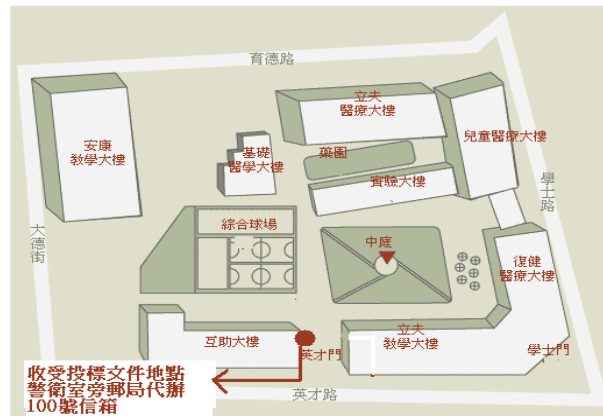 育德路
立夫
醫療大樓
兒童醫療大樓
安康
教學大樓
基礎
醫學大樓
藥園
實驗大樓
學士路
綜合球場
中庭
大德街
復健
醫療大樓
互助大樓
英才門
立夫
教學大樓
學士門
收受投標文件地點
警衛室旁郵局代辦
100號信箱
英才路